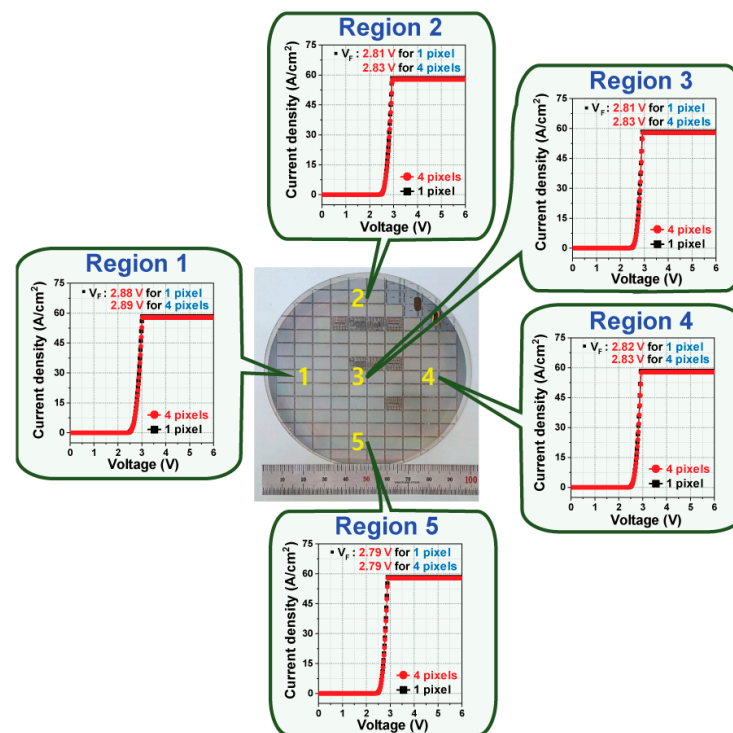 Region 2
V_F : 2.81 V for 1 pixel
2.83 V for 4 pixels
Current density (A/cm²)
75
60
45
30
15
0
4 pixels
1 pixel
0 1 2 3 4 5 6
Voltage (V)
Region 3
V_F : 2.81 V for 1 pixel
2.83 V for 4 pixels
Current density (A/cm²)
75
60
45
30
15
0
4 pixels
1 pixel
0 1 2 3 4 5 6
Voltage (V)
Region 1
V_F : 2.88 V for 1 pixel
2.89 V for 4 pixels
Current density (A/cm²)
75
60
45
30
15
0
4 pixels
1 pixel
0 1 2 3 4 5 6
Voltage (V)
2
1 3 4
5
50
100
Region 4
V_F : 2.82 V for 1 pixel
2.83 V for 4 pixels
Current density (A/cm²)
75
60
45
30
15
0
4 pixels
1 pixel
0 1 2 3 4 5 6
Voltage (V)
Region 5
V_F : 2.79 V for 1 pixel
2.79 V for 4 pixels
Current density (A/cm²)
75
60
45
30
15
0
4 pixels
1 pixel
0 1 2 3 4 5 6
Voltage (V)